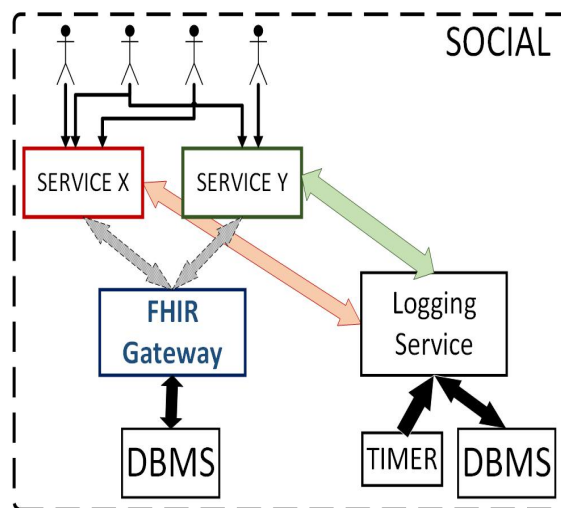 SOCIAL
SERVICE X
SERVICE Y
FHIR
Gateway
Logging
Service
DBMS
TIMER
DBMS